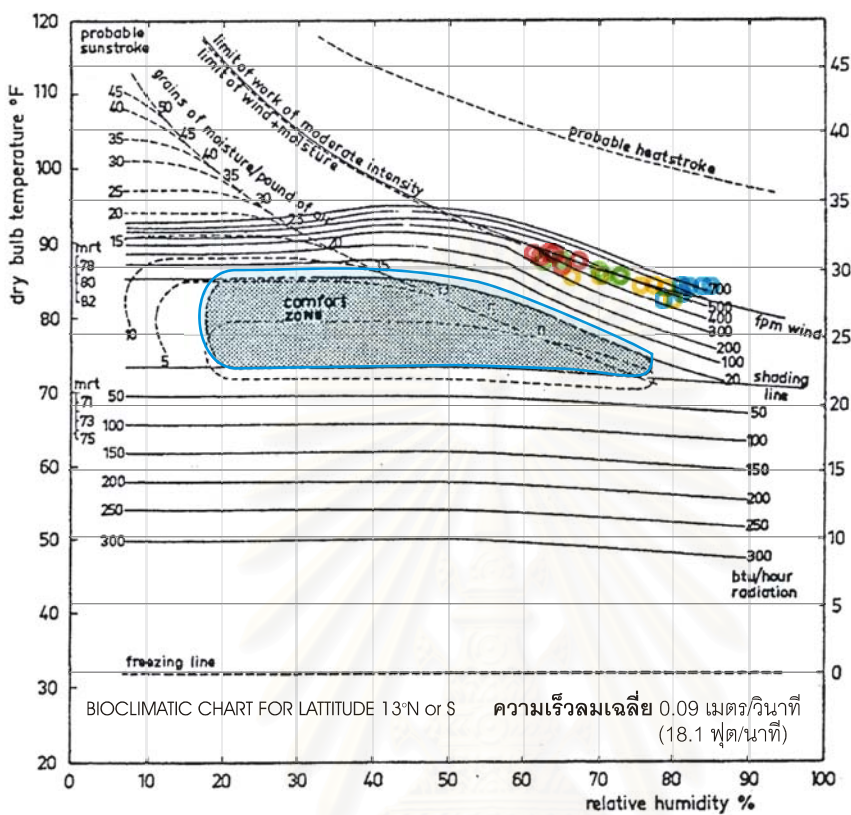 120
110
100
90
80
70
60
50
40
30
20
dry bulb temperature °F
probable
sunstroke
45
40
35
30
25
20
15
50
45
40
35
30
25
20
15
grains of moisture/pound of air
limit of work of moderate intensity
limit of wind+moisture
probable heatstroke
mrt
78
80
82
10
5
comfort
ZONE
700
500
400
300
200
100
20
fpm wind
shading
line
mrt
71
73
75
50
100
150
200
250
300
50
100
150
200
250
300
btu/hour
radiation
freezing line
45
40
35
30
25
20
15
10
5
0
BIOCLIMATIC CHART FOR LATTITUDE 13°N or S
ความเร็วลมเฉลี่ย 0.09 เมตร/วินาที
(18.1 ฟุต/นาที)
0 10 20 30 40 50 60 70 80 90 100
relative humidity %